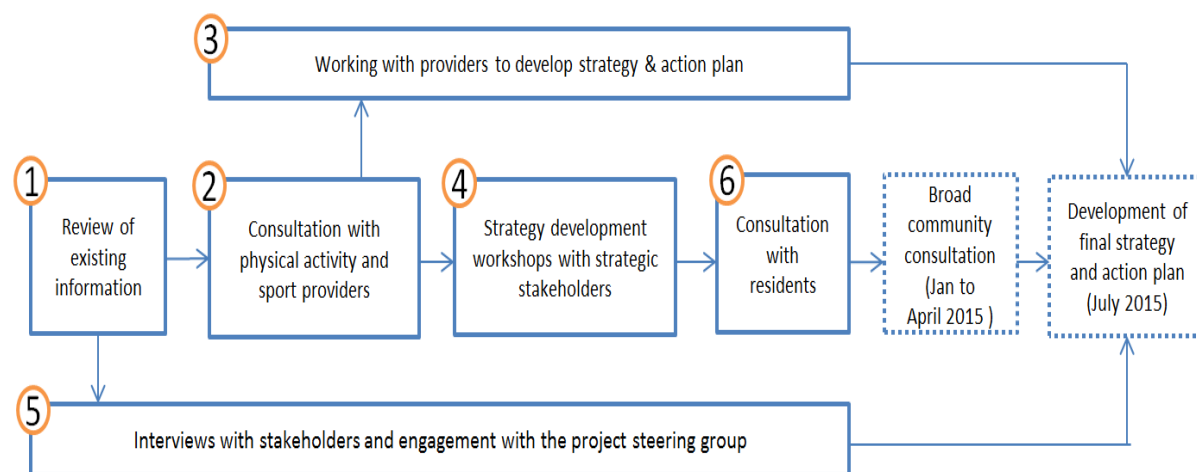 3
Working with providers to develop strategy & action plan
1
Review of
existing
information
2
Consultation with
physical activity and
sport providers
4
Strategy development
workshops with strategic
stakeholders
6
Consultation
with
residents
Broad
community
consultation
(Jan to
April 2015 )
Development of
final strategy
and action plan
(July 2015)
5
Interviews with stakeholders and engagement with the project steering group